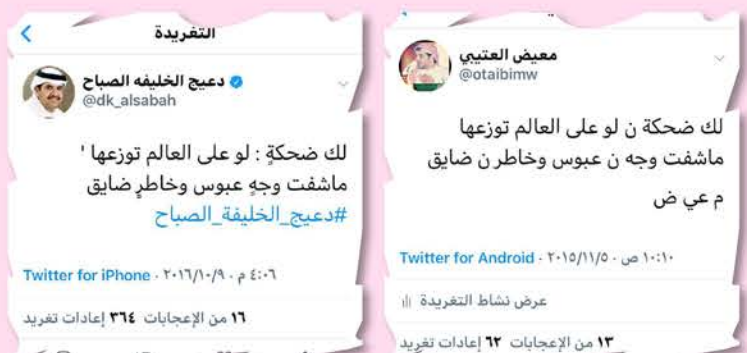 معيض العتيبي
@otaibimw
لك ضحكة ن لو على العالم توزعها
ماشفت وجه ن عبوس وخاطر ن ضايق
م عي ض
١٠:١٠ ص · ٢٠١٥/١١/٥ · Twitter for Android
عرض نشاط التغريدة
١٣ من الإعجابات ٦٢ إعادات تغريد
التغريدة
دعيج الخليفه الصباح
@dk_alsabah
لك ضحكةٍ : لو على العالم توزعها '
ماشفت وجهٍ عبوس وخاطرٍ ضايق
#دعيج_الخليفة_الصباح
٤:٠٦ م · ٢٠١٦/١٠/٩ · Twitter for iPhone
١٦ من الإعجابات ٣٦٤ إعادات تغريد